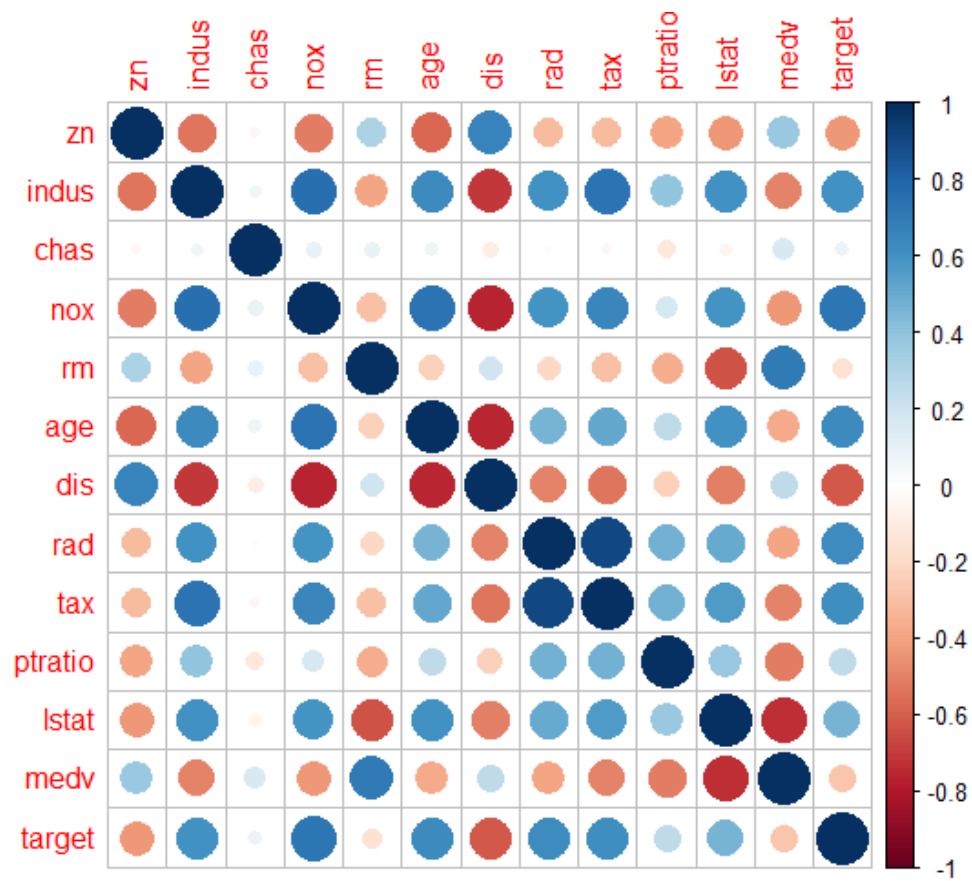 zn indus chas nox rm age dis rad tax ptratio lstat medv target
zn
indus
chas
nox
rm
age
dis
rad
tax
ptratio
lstat
medv
target
1
0.8
0.6
0.4
0.2
0
-0.2
-0.4
-0.6
-0.8
-1